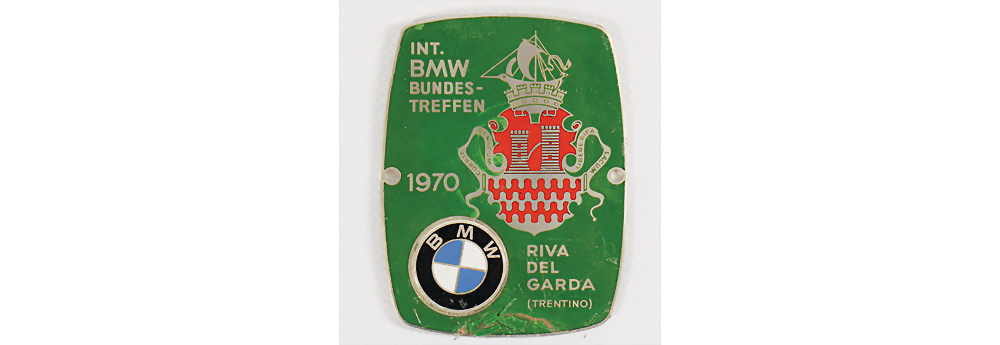 INT.
BMW
BUNDES-
TREFFEN
1970
BMW
RIVA
DEL
GARDA
(TRENTINO)